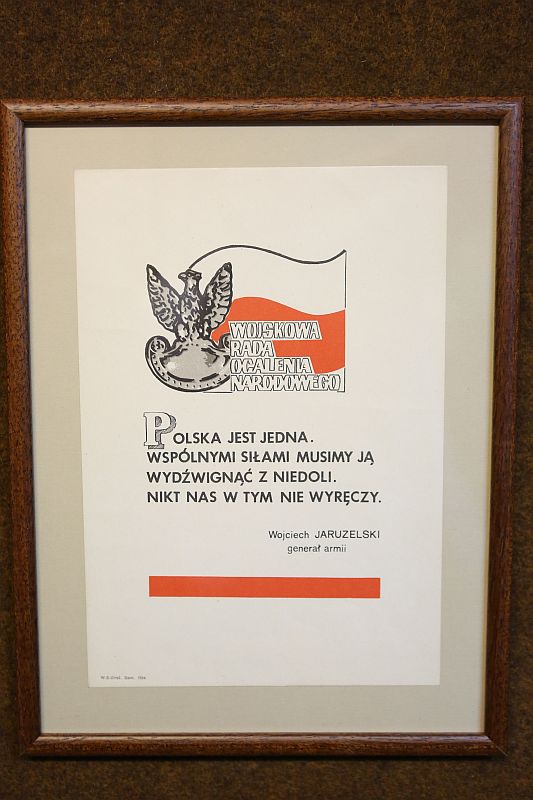 WOJSKOWA
RADA
OCALENIA
NARODOWEGO
POLSKA JEST JEDNA.
WSPÓLNYMI SIŁAMI MUSIMY JĄ
WYDŹWIGNĄĆ Z NIEDOLI.
NIKT NAS W TYM NIE WYRĘCZY.
Wojciech JARUZELSKI
generał armii